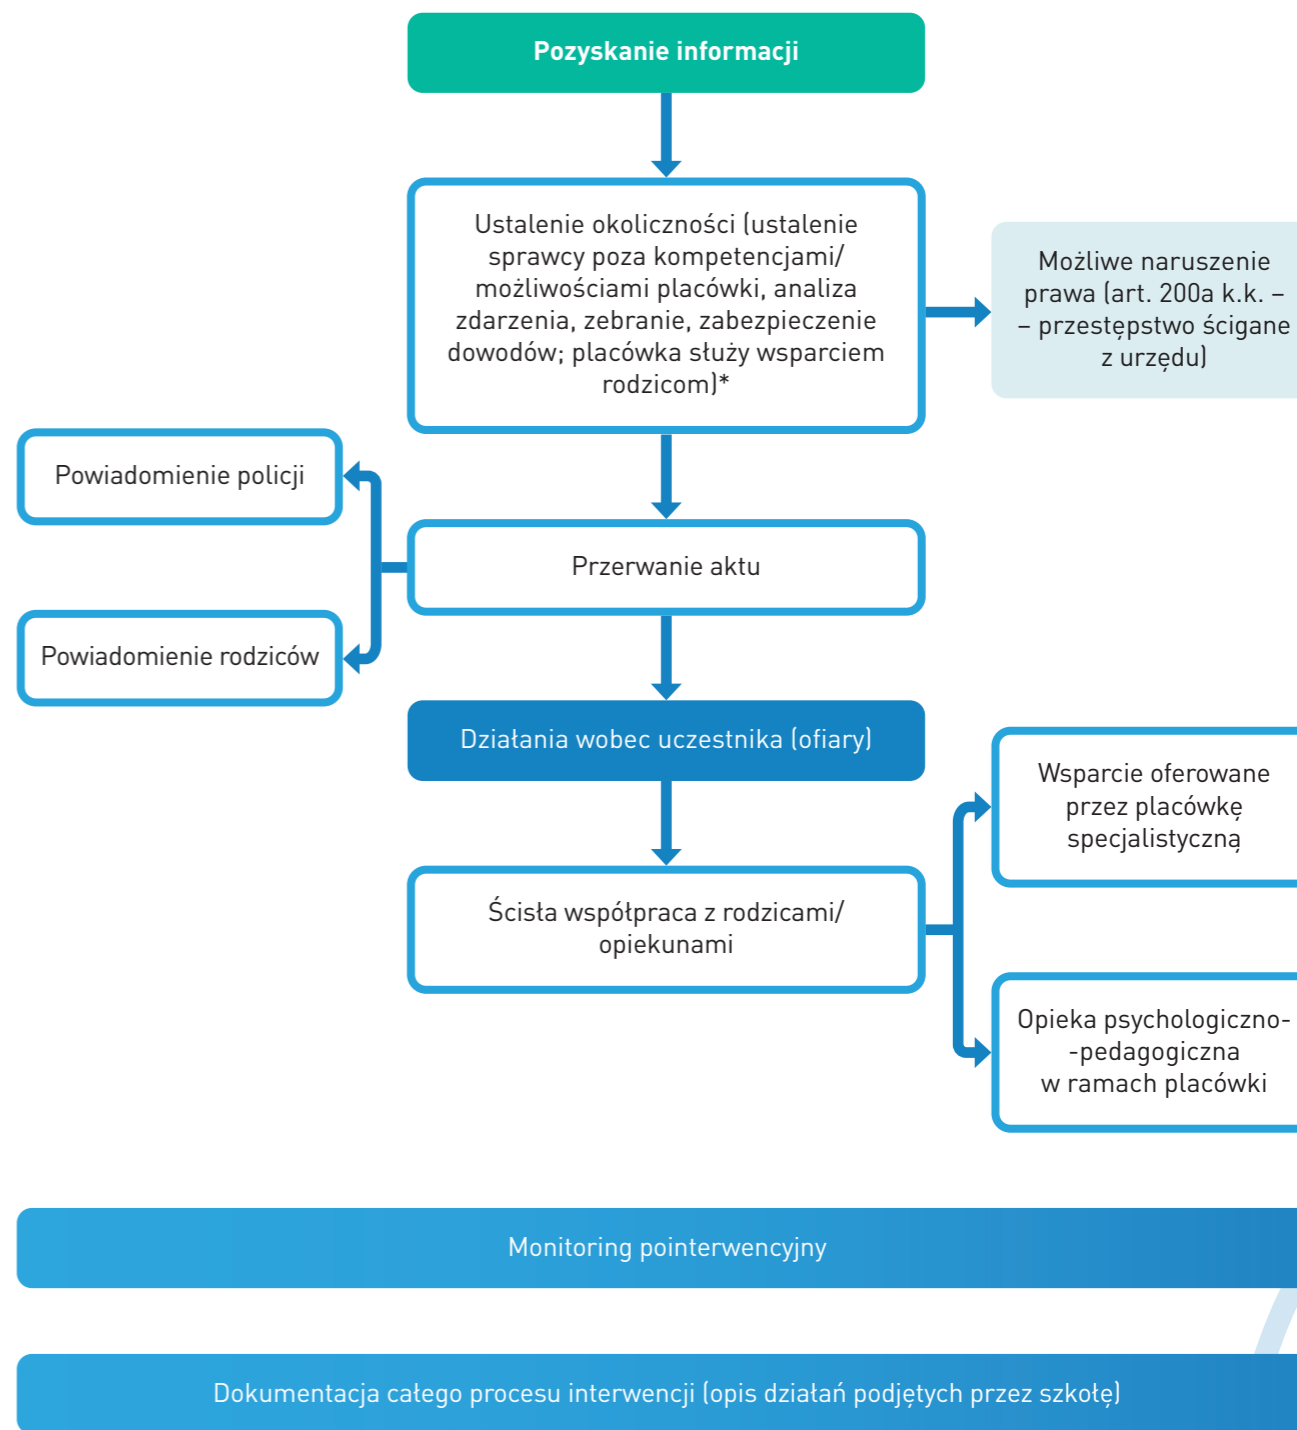 Pozyskanie informacji
Ustalenie okoliczności (ustalenie
sprawcy poza kompetencjami/
możliwościami placówki, analiza
zdarzenia, zebranie, zabezpieczenie
dowodów; placówka służy wsparciem
rodzicom)*
Możliwe naruszenie
prawa (art. 200a k.k. –
– przestępstwo ścigane
z urzędu)
Powiadomienie policji
Przerwanie aktu
Powiadomienie rodziców
Działania wobec uczestnika (ofiary)
Wsparcie oferowane
przez placówkę
specjalistyczną
Ścisła współpraca z rodzicami/
opiekunami
Opieka psychologiczno-
-pedagogiczna
w ramach placówki
Monitoring pointerwencyjny
Dokumentacja całego procesu interwencji (opis działań podjętych przez szkołę)